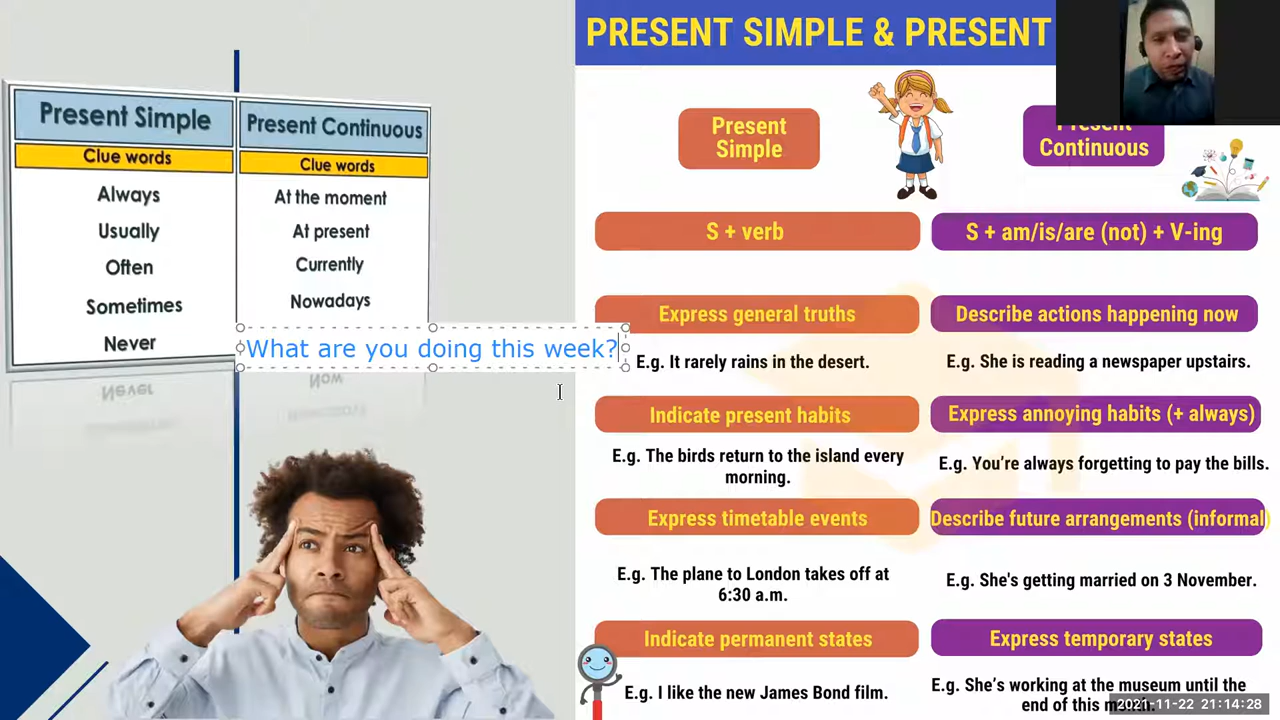 Present Simple
Present Continuous
Clue words
Clue words
Always
At the moment
Usually
At present
Often
Currently
Sometimes
Nowadays
Never
What are you doing this week?
Never
Now
PRESENT SIMPLE & PRESENT
Present
Simple
Present
Continuous
S + verb
S + am/is/are (not) + V-ing
Express general truths
Describe actions happening now
E.g. It rarely rains in the desert.
E.g. She is reading a newspaper upstairs.
Indicate present habits
Express annoying habits (+ always)
E.g. The birds return to the island every
morning.
E.g. You're always forgetting to pay the bills.
Express timetable events
Describe future arrangements (informal)
E.g. The plane to London takes off at
6:30 a.m.
E.g. She's getting married on 3 November.
Indicate permanent states
Express temporary states
E.g. I like the new James Bond film.
E.g. She's working at the museum until the
end of this month.
2021-11-22 21:14:28